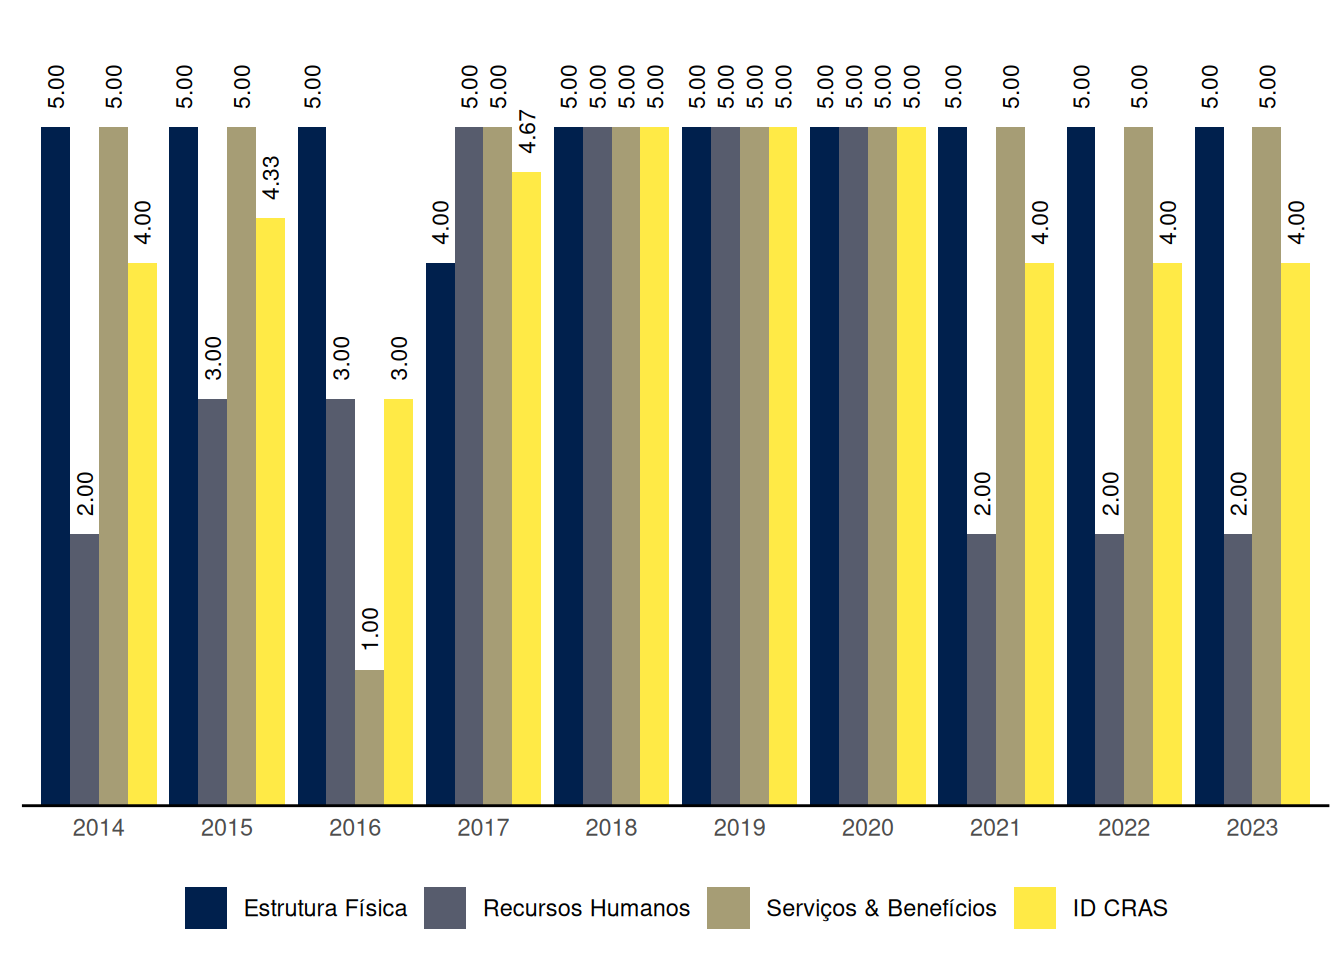 5.00 2.00 5.00 4.00 5.00 3.00 5.00 4.33 5.00 3.00 1.00 3.00 4.00 5.00 5.00 4.67 5.00 5.00 5.00 5.00 5.00 5.00 5.00 5.00 5.00 5.00 5.00 5.00 5.00 2.00 5.00 4.00 5.00 2.00 5.00 4.00 5.00 2.00 5.00 4.00
2014 2015 2016 2017 2018 2019 2020 2021 2022 2023
Estrutura Física Recursos Humanos Serviços & Benefícios ID CRAS